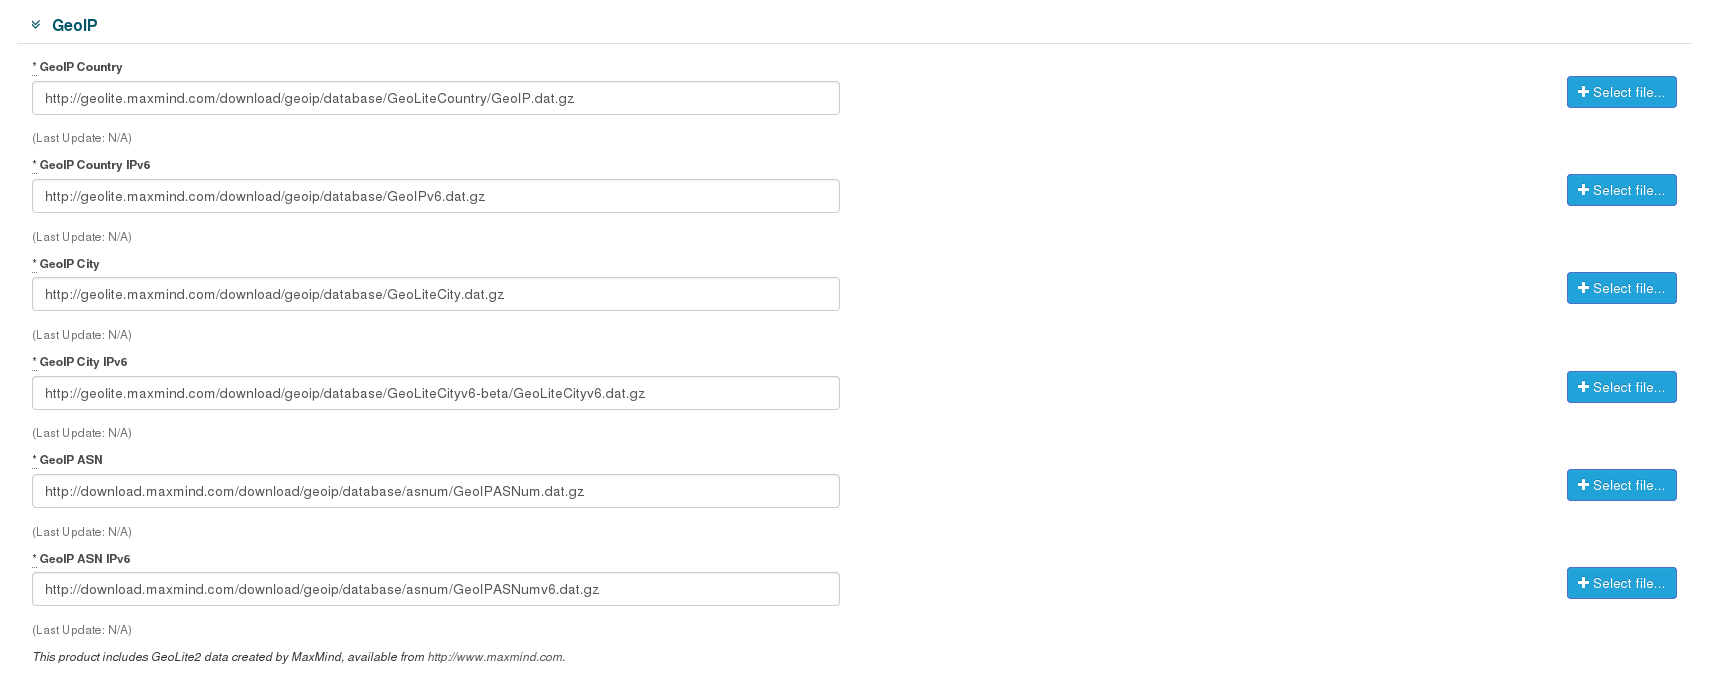 GeoIP
* GeoIP Country
http://geolite.maxmind.com/download/geoip/database/GeoLiteCountry/GeoIP.dat.gz
Select file...
(Last Update: N/A)
* GeoIP Country IPv6
http://geolite.maxmind.com/download/geoip/database/GeoIPv6.dat.gz
Select file...
(Last Update: N/A)
* GeoIP City
http://geolite.maxmind.com/download/geoip/database/GeoLiteCity.dat.gz
Select file...
(Last Update: N/A)
* GeoIP City IPv6
http://geolite.maxmind.com/download/geoip/database/GeoLiteCityv6-beta/GeoLiteCityv6.dat.gz
Select file...
(Last Update: N/A)
* GeoIP ASN
http://download.maxmind.com/download/geoip/database/asnum/GeoIPASNum.dat.gz
Select file...
(Last Update: N/A)
* GeoIP ASN IPv6
http://download.maxmind.com/download/geoip/database/asnum/GeoIPASNumv6.dat.gz
Select file...
(Last Update: N/A)
This product includes GeoLite2 data created by MaxMind, available from http://www.maxmind.com.